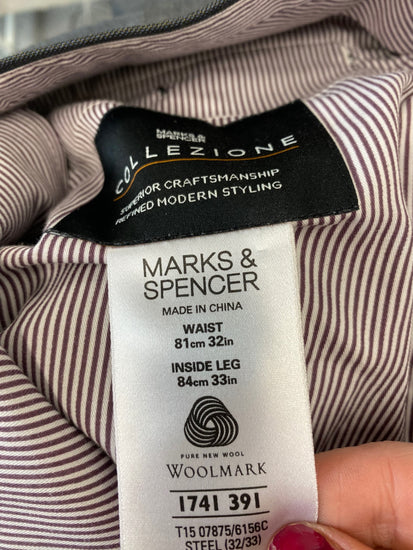 MARKS &
SPENCER
COLLEZIONE
SUPERIOR CRAFTSMANSHIP
REFINED MODERN STYLING
MARKS &
SPENCER
MADE IN CHINA
WAIST
81cm 32in
INSIDE LEG
84cm 33in
PURE NEW WOOL
WOOLMARK
1741 391
T15 07875/6156C
STEEL (32/33)